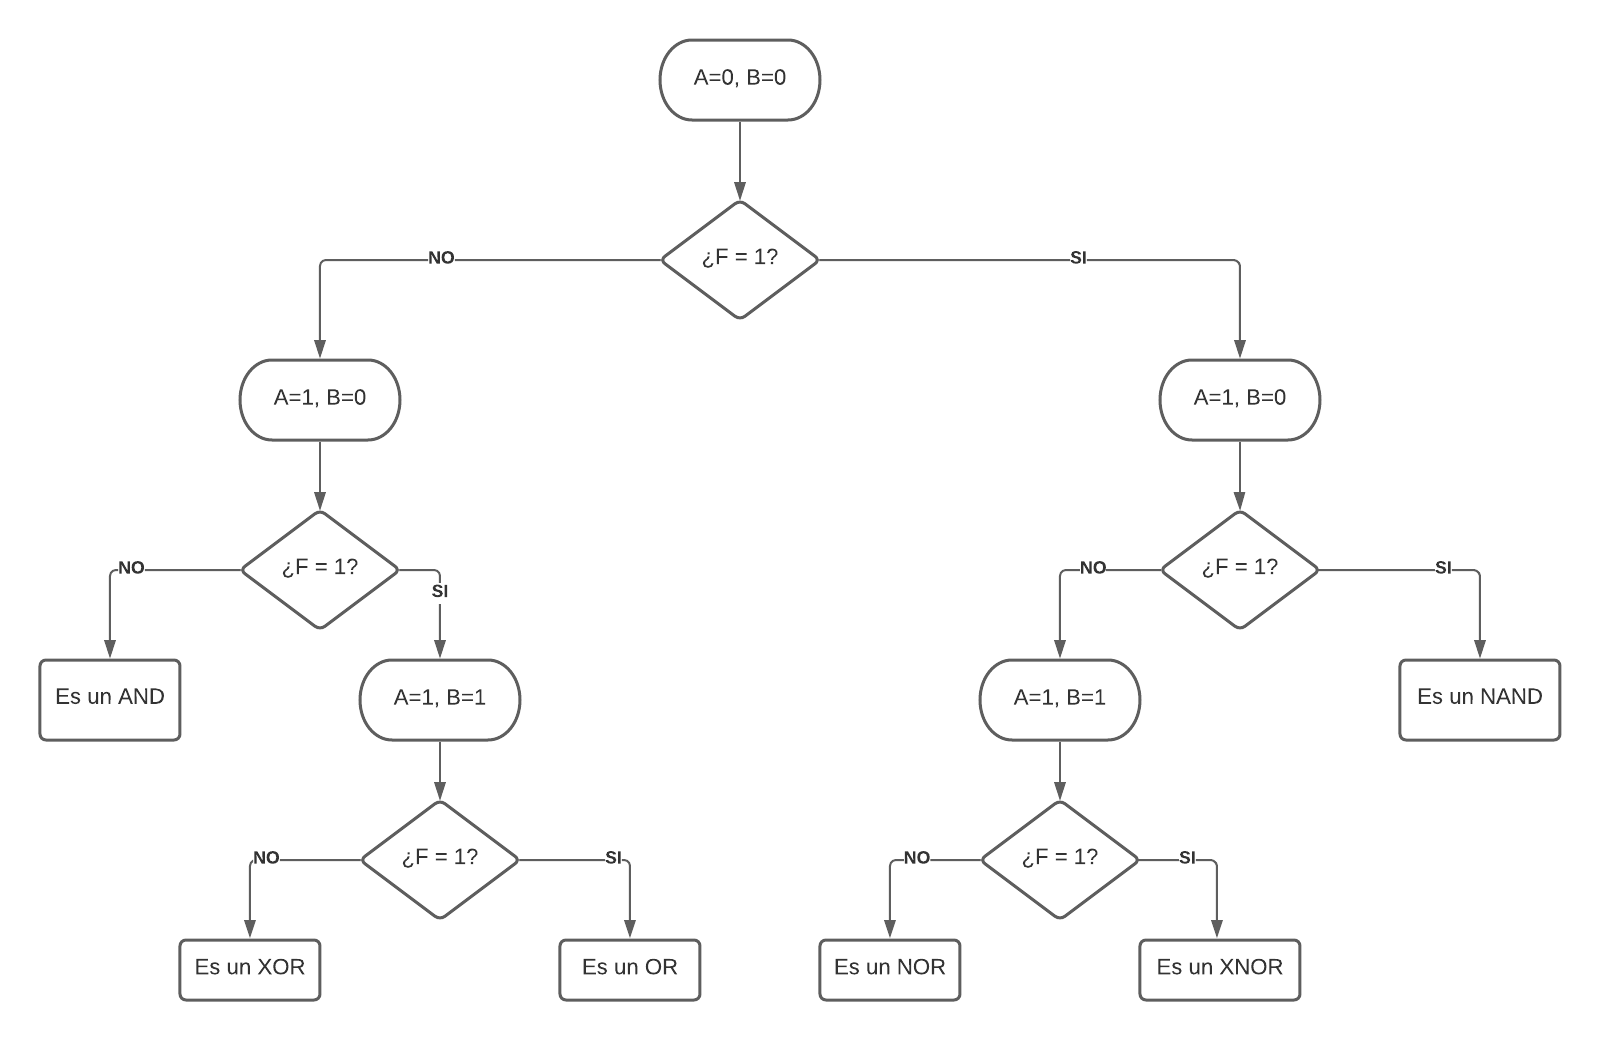 A=0, B=0
¿F = 1?
NO
SI
A=1, B=0
A=1, B=0
¿F = 1?
¿F = 1?
NO
SI
NO
SI
Es un AND
A=1, B=1
A=1, B=1
Es un NAND
¿F = 1?
¿F = 1?
NO
SI
NO
SI
Es un XOR
Es un OR
Es un NOR
Es un XNOR